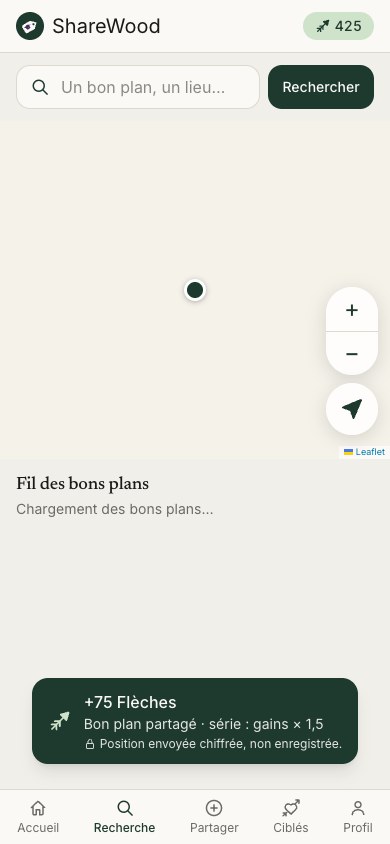 ShareWood
425
Un bon plan, un lieu...
Rechercher
+
−
Leaflet
Fil des bons plans
Chargement des bons plans...
+75 Flèches
Bon plan partagé · série : gains × 1,5
Position envoyée chiffrée, non enregistrée.
Accueil
Recherche
Partager
Ciblés
Profil